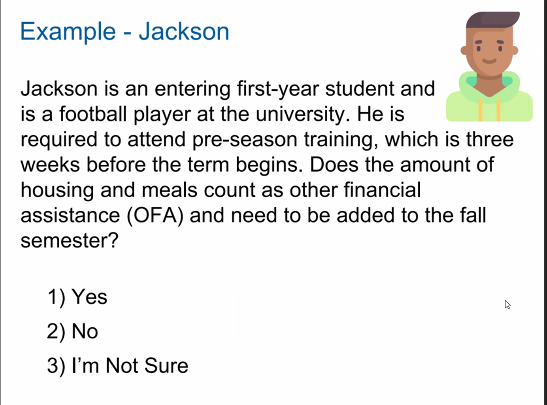 Example - Jackson
Jackson is an entering first-year student and
is a football player at the university. He is
required to attend pre-season training, which is three
weeks before the term begins. Does the amount of
housing and meals count as other financial
assistance (OFA) and need to be added to the fall
semester?
1) Yes
2) No
3) I'm Not Sure